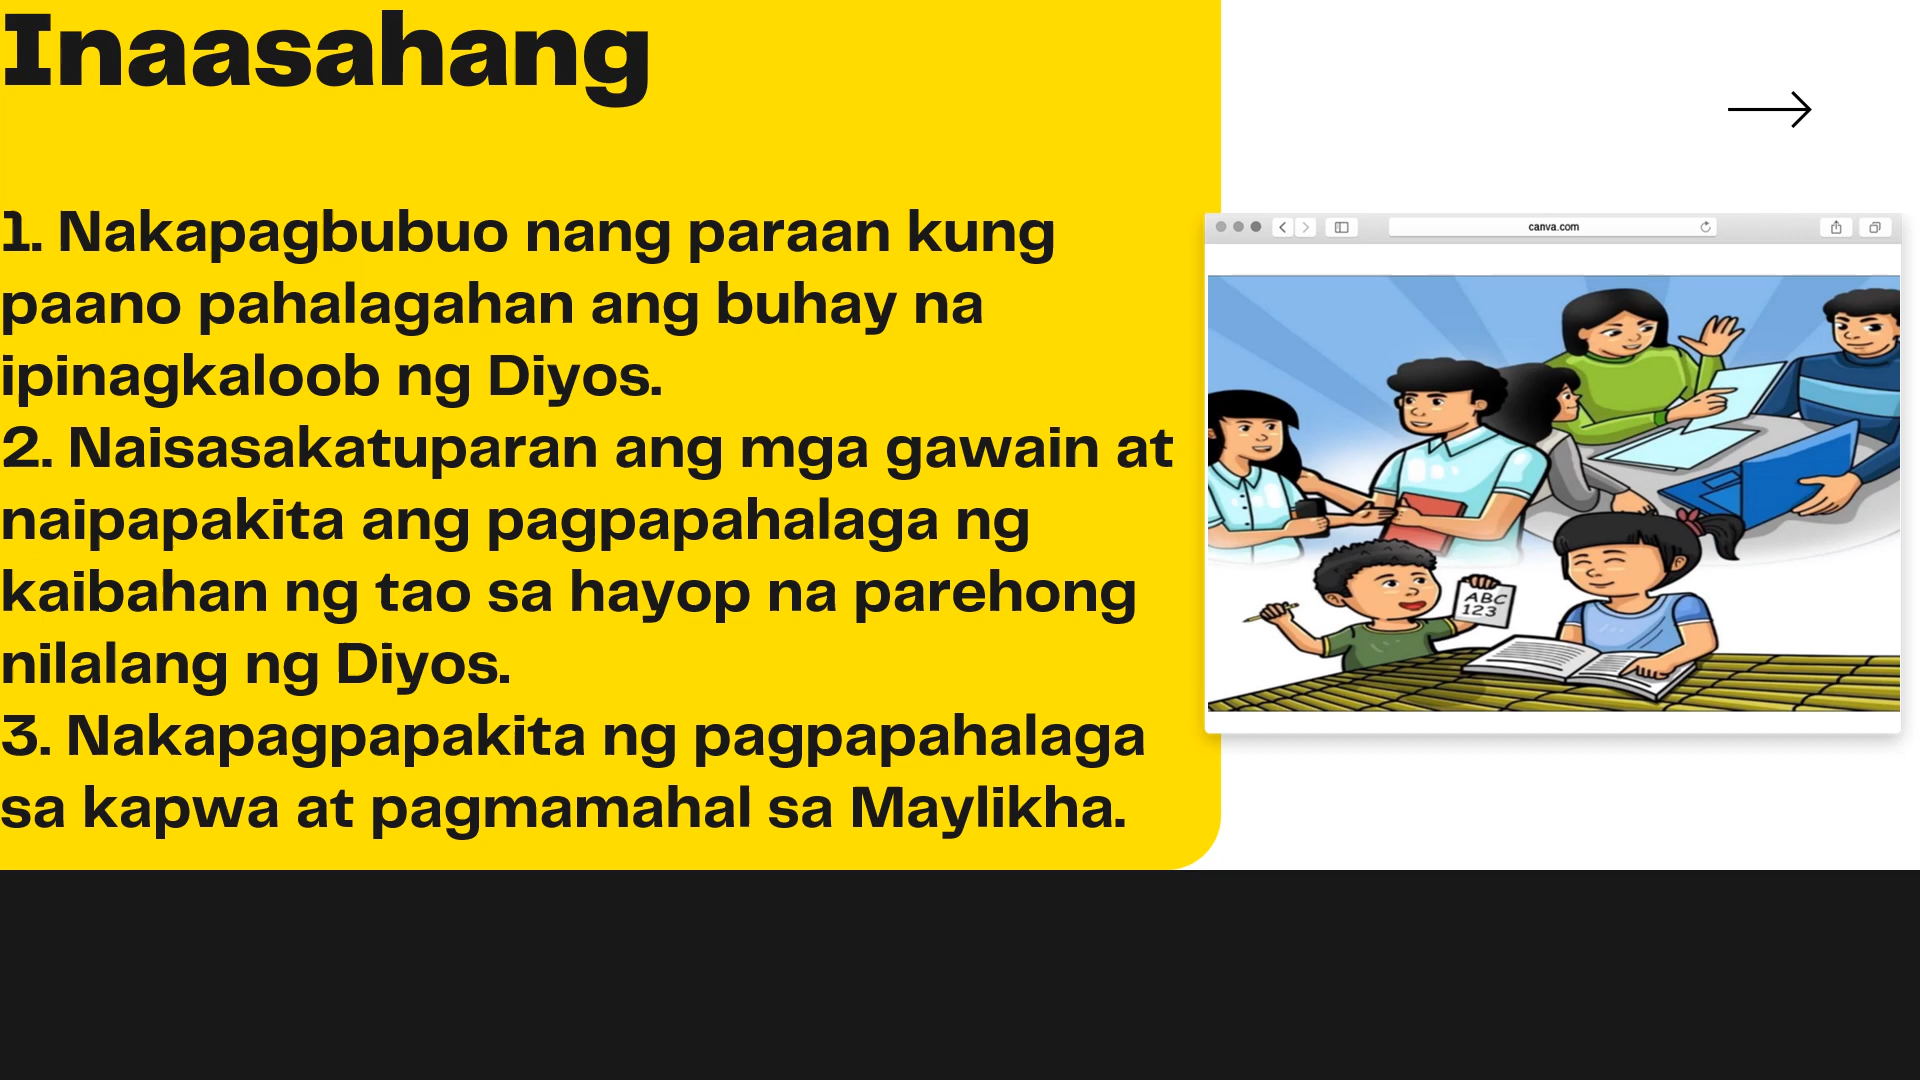 Inaasahang
1. Nakapagbubuo nang paraan kung
paano pahalagahan ang buhay na
ipinagkaloob ng Diyos.
2. Naisasakatuparan ang mga gawain at
naipapakita ang pagpapahalaga ng
kaibahan ng tao sa hayop na parehong
nilalang ng Diyos.
3. Nakapagpapakita ng pagpapahalaga
sa kapwa at pagmamahal sa Maylikha.
canva.com
ABC
123